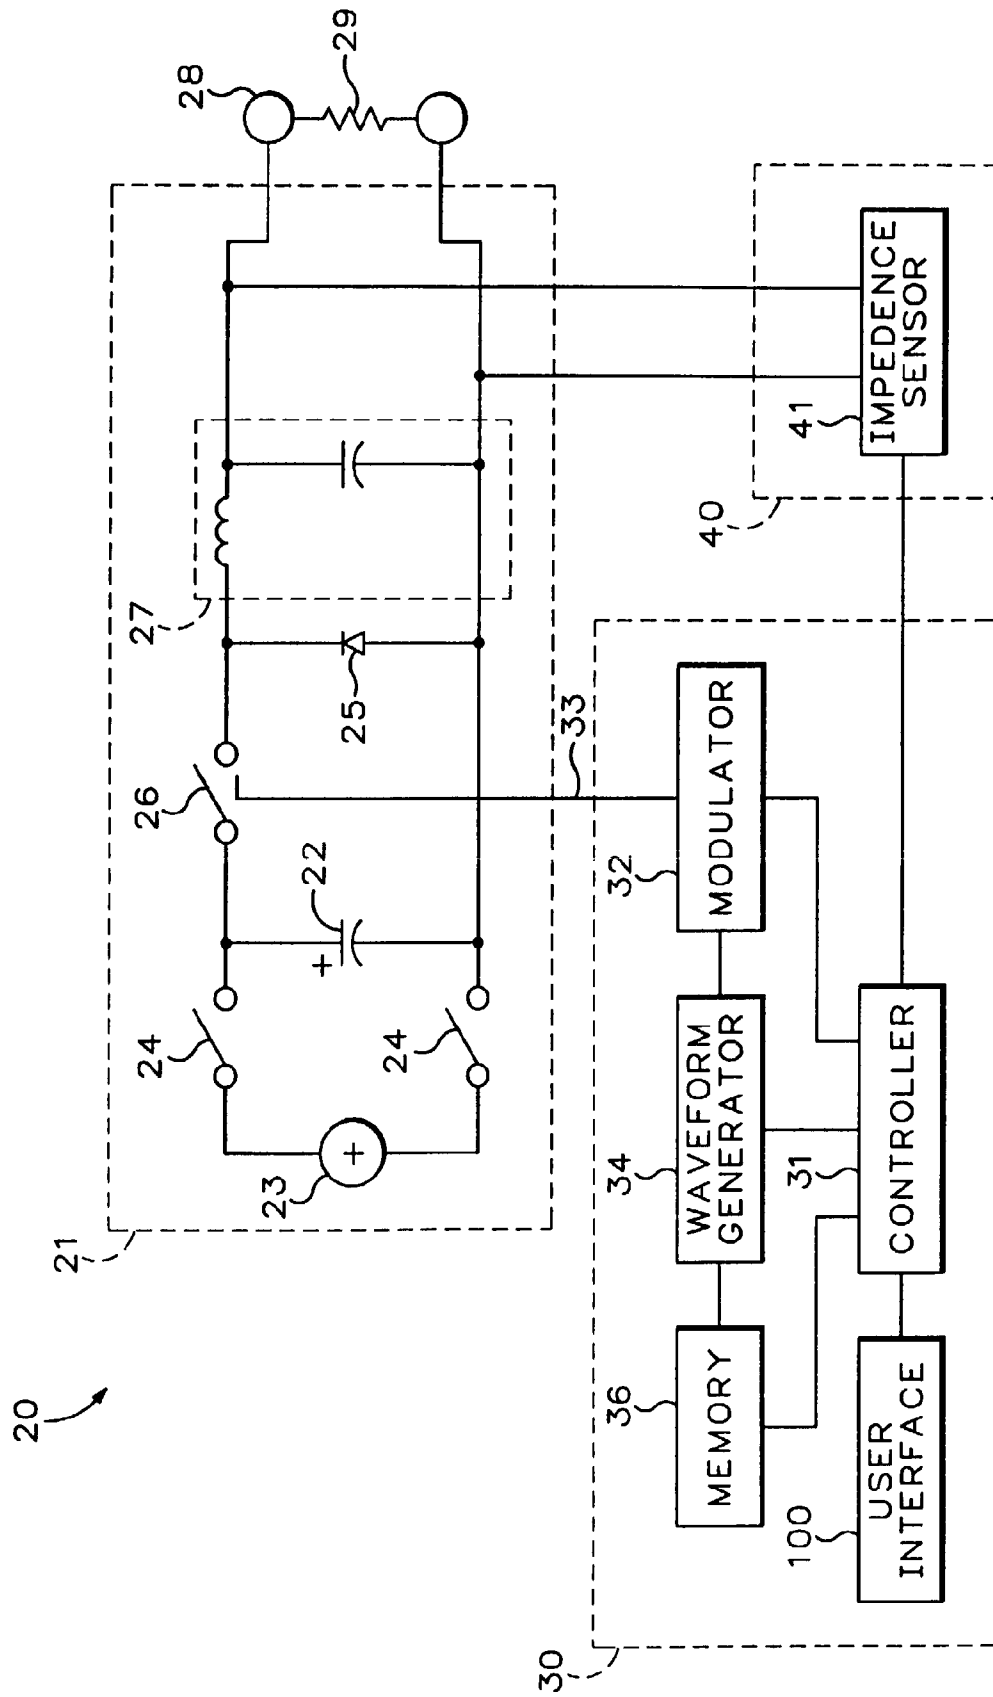 20
21
23
24
24
22
26
25
27
28
29
33
30
36
MEMORY
34
WAVEFORM
GENERATOR
32
MODULATOR
100
USER
INTERFACE
31
CONTROLLER
40
41
IMPEDENCE
SENSOR
+
+